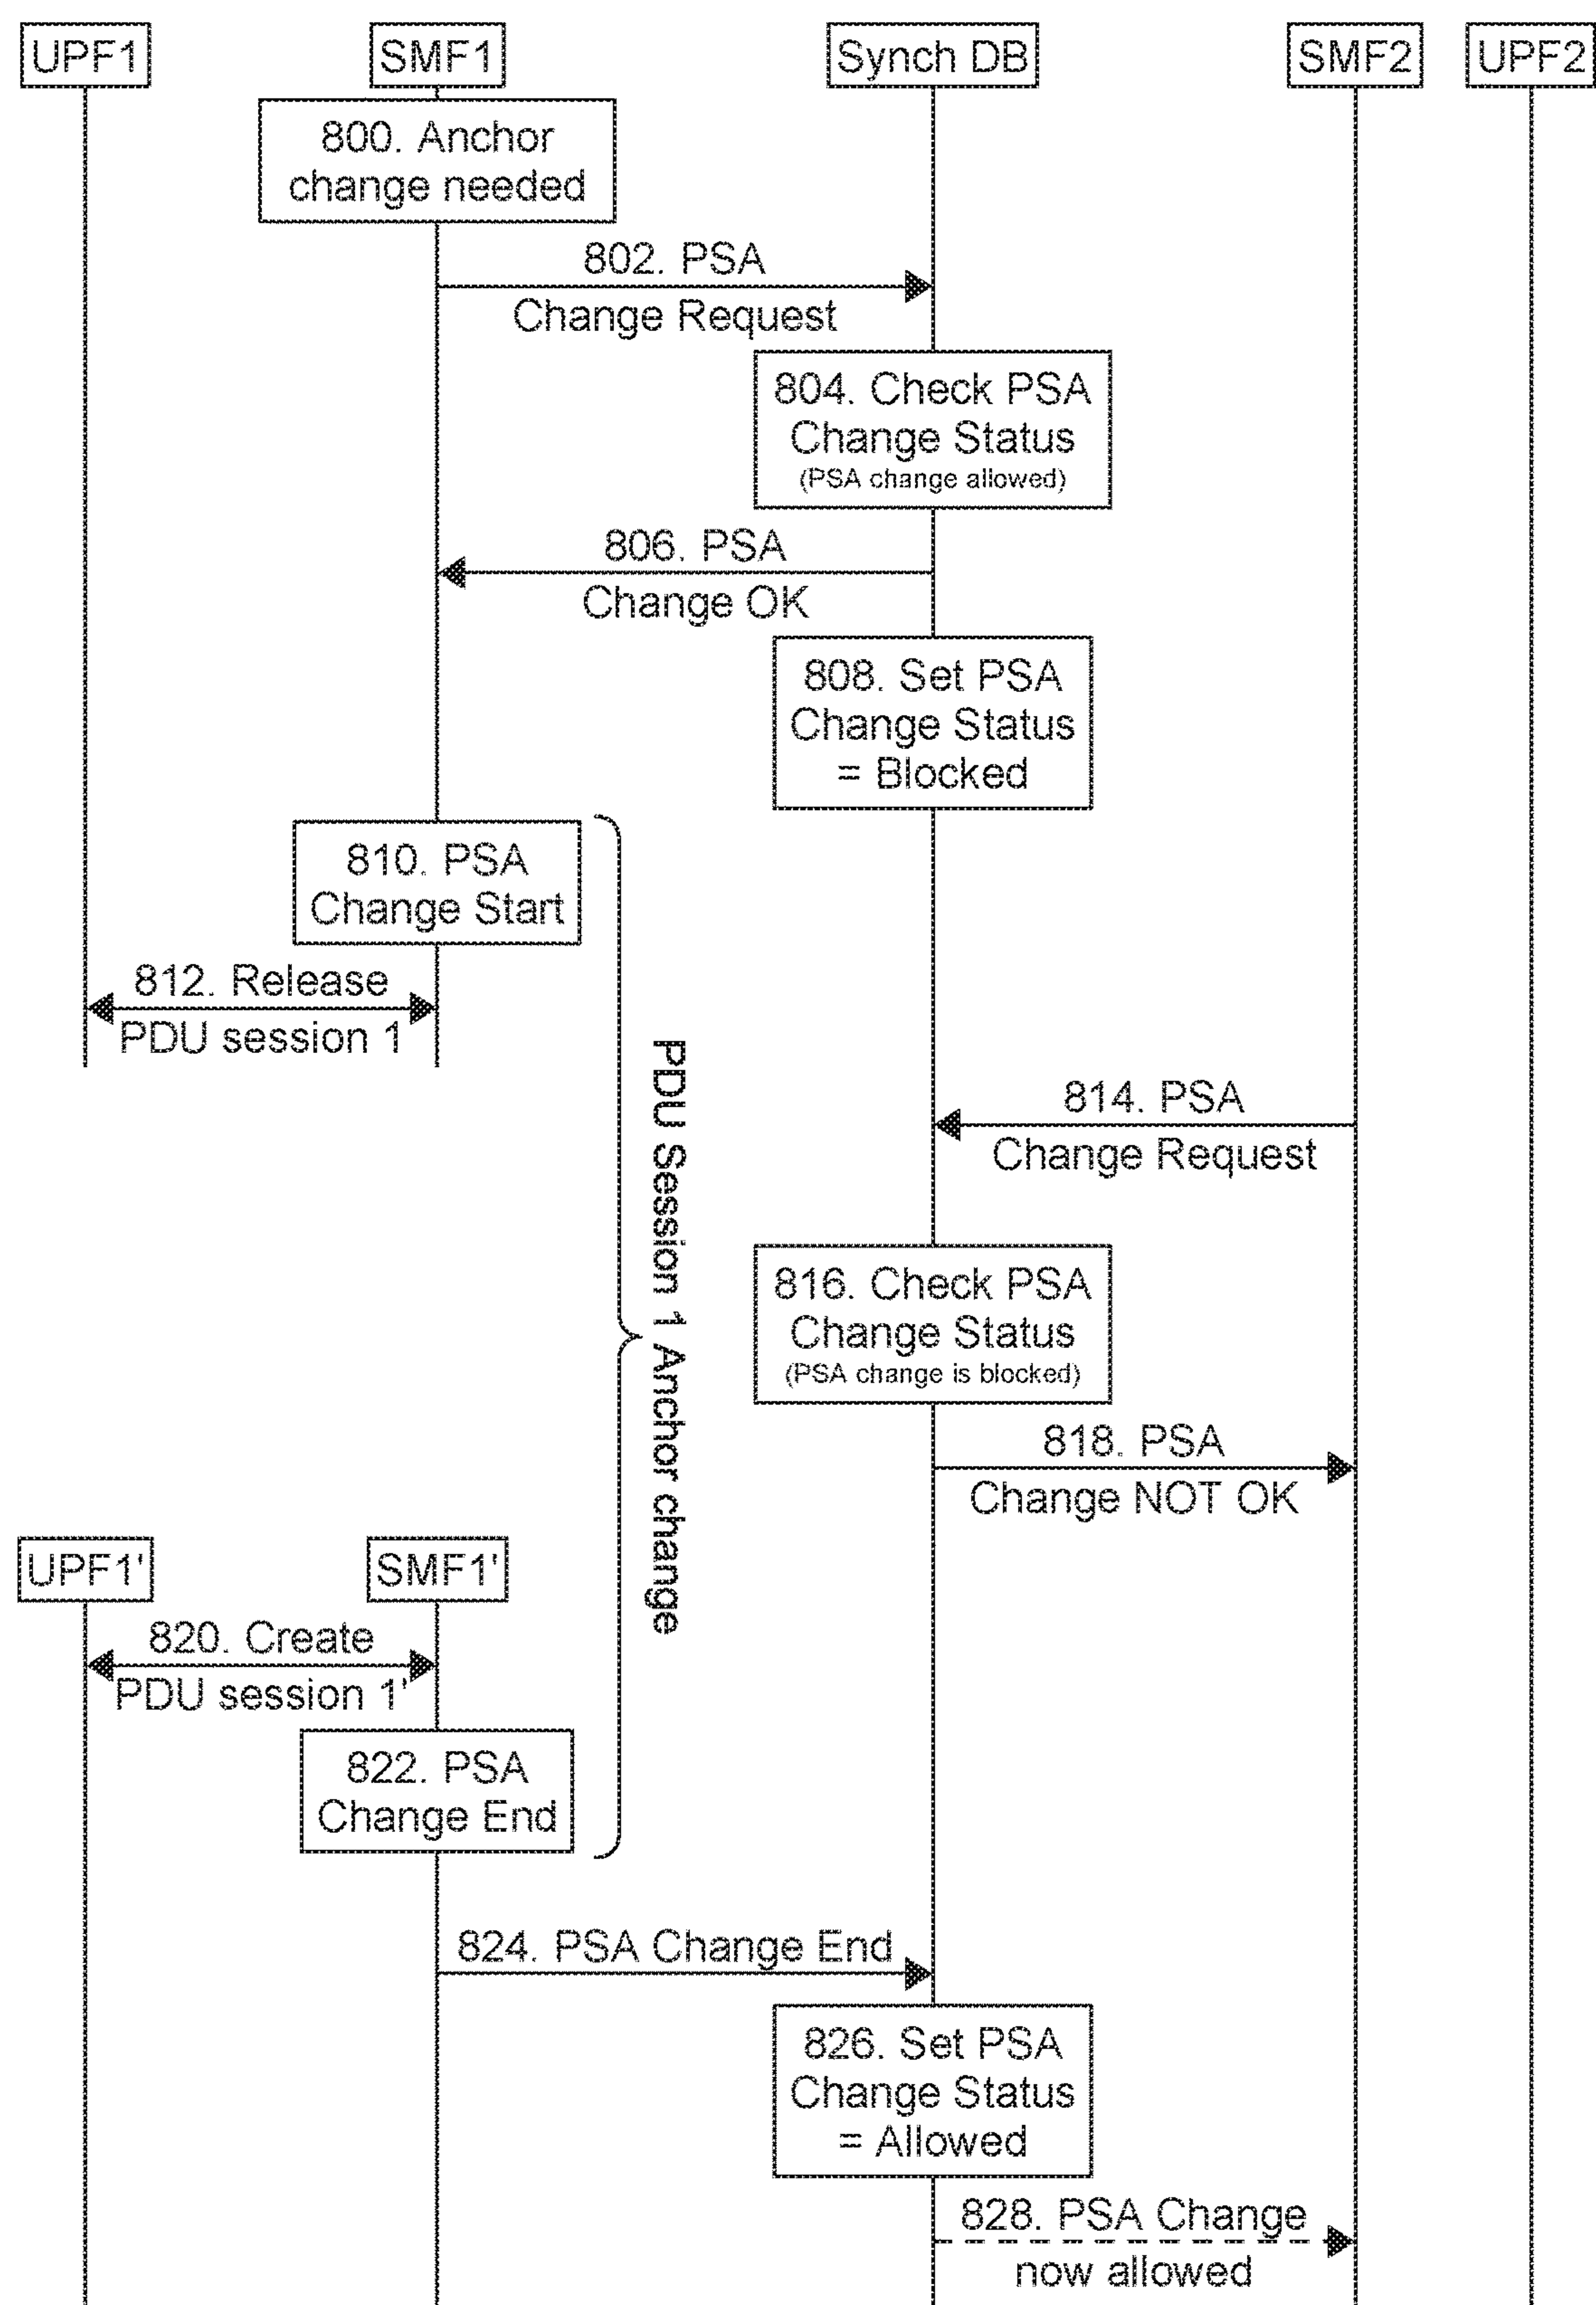 UPF1
SMF1
Synch DB
SMF2
UPF2
800. Anchor
change needed
802. PSA
Change Request
804. Check PSA
Change Status
(PSA change allowed)
806. PSA
Change OK
808. Set PSA
Change Status
= Blocked
810. PSA
Change Start
812. Release
PDU session 1
PDU Session 1 Anchor change
814. PSA
Change Request
816. Check PSA
Change Status
(PSA change is blocked)
818. PSA
Change NOT OK
UPF1'
SMF1'
820. Create
PDU session 1'
822. PSA
Change End
824. PSA Change End
826. Set PSA
Change Status
= Allowed
828. PSA Change
now allowed